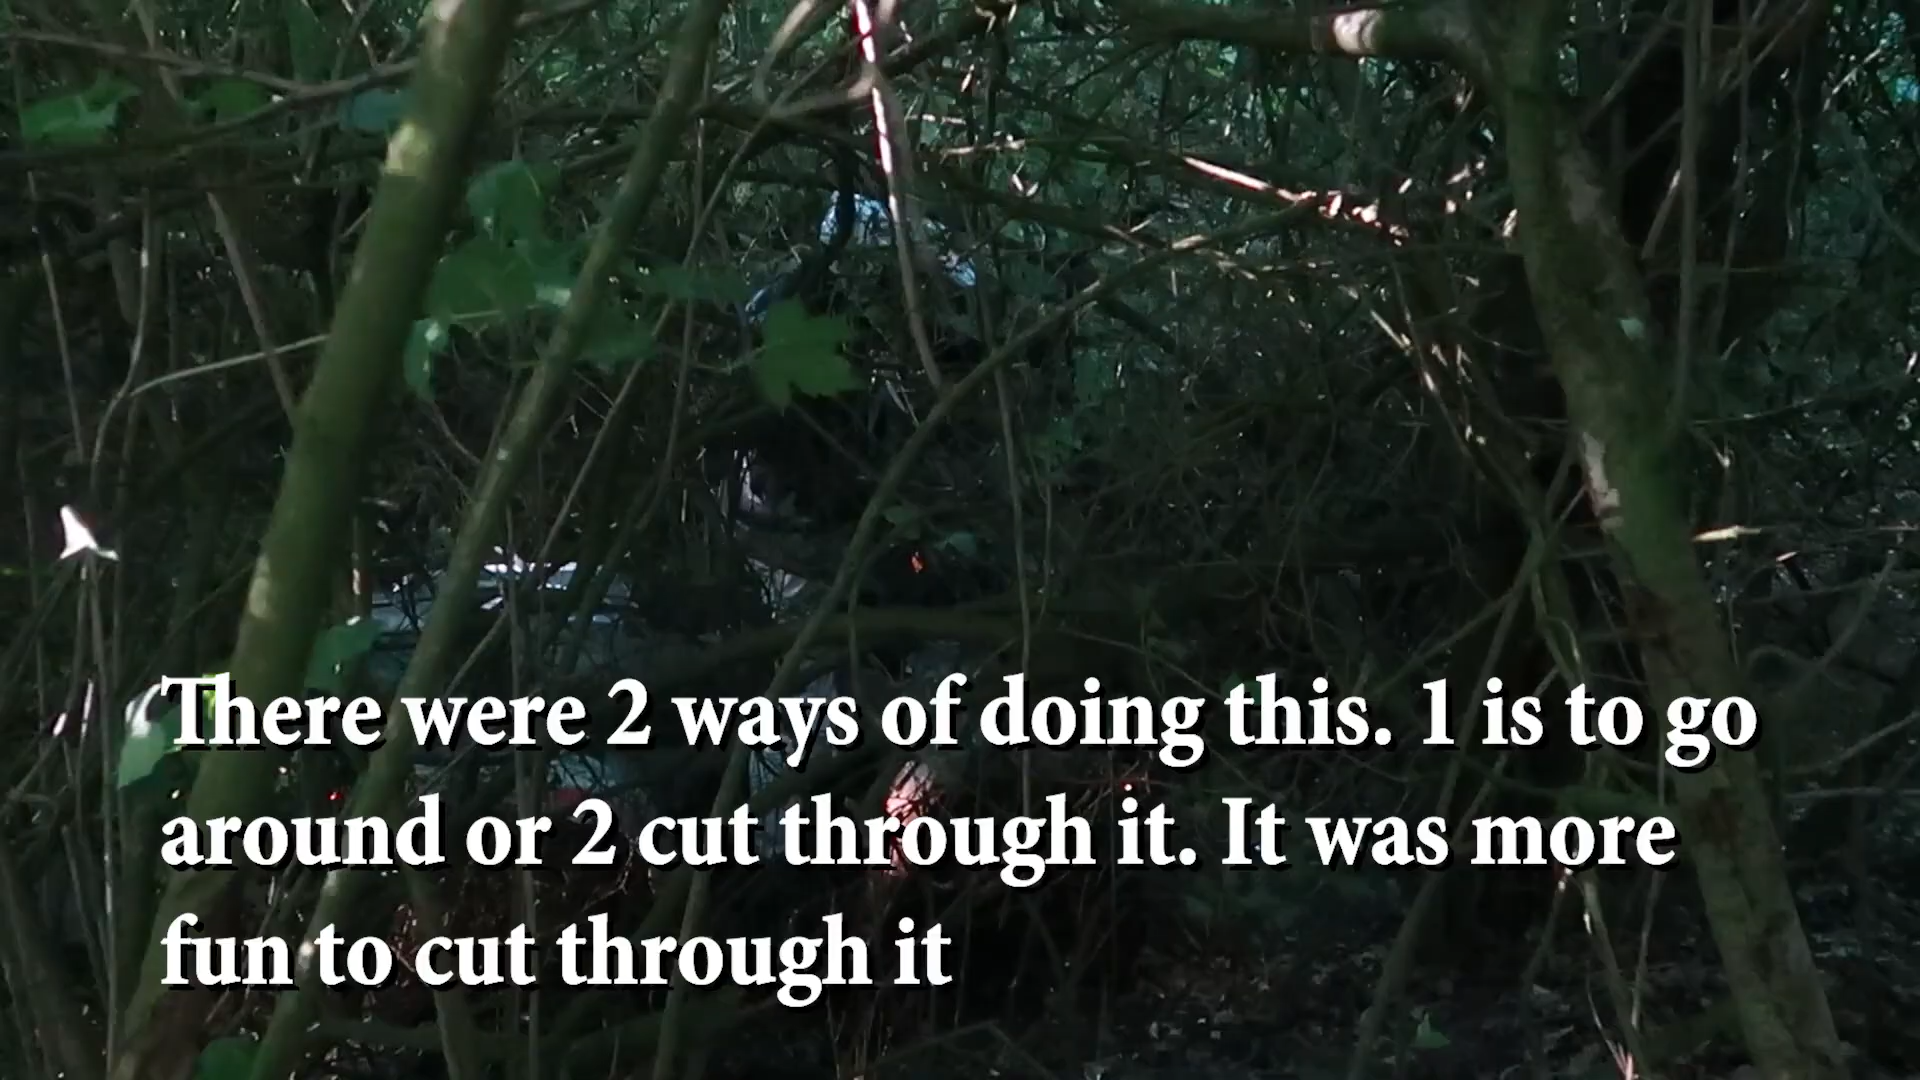 There were 2 ways of doing this. 1 is to go
around or 2 cut through it. It was more
fun to cut through it